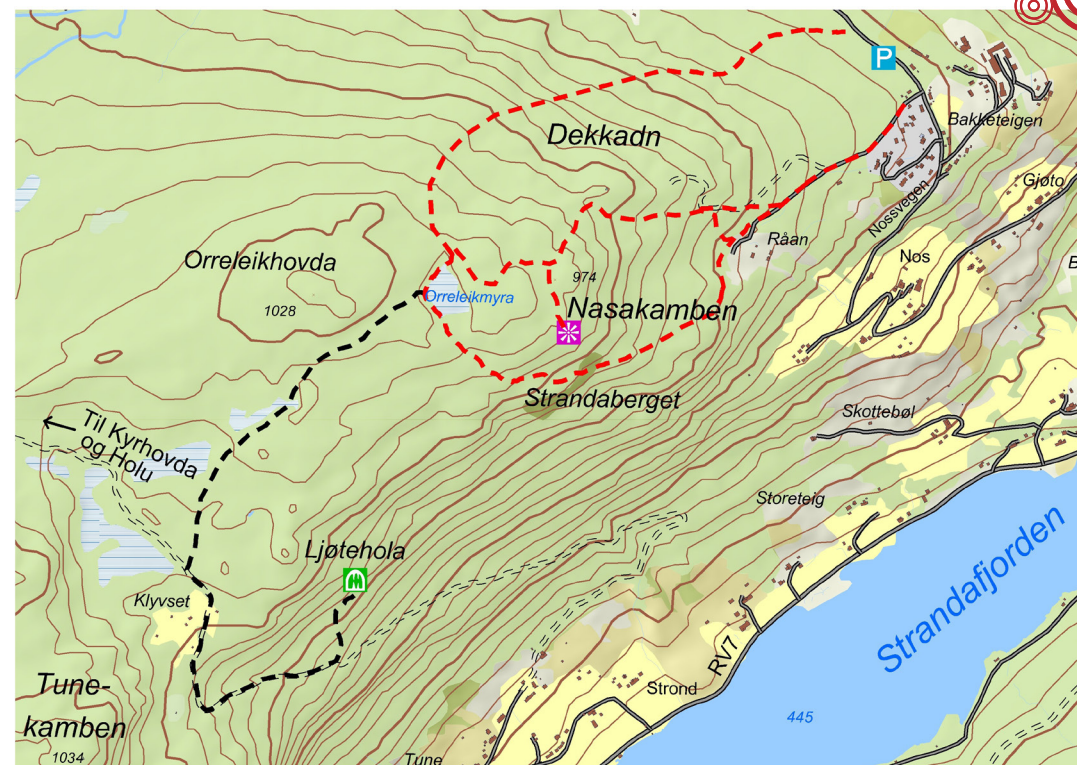 P
Bakketeigen
Dekkadn
Gjøto
Nossvegen
Råan
Nos
Orreleikhovda
974
1028
Orreleikmyra
Nasakamben
Strandaberget
Skottebøl
Til Kyrhovda
og Holu
Storeteig
Ljøtehola
Strandafjorden
Klyvset
RV7
Strond
Tune-
kamben
445
1034
Tune